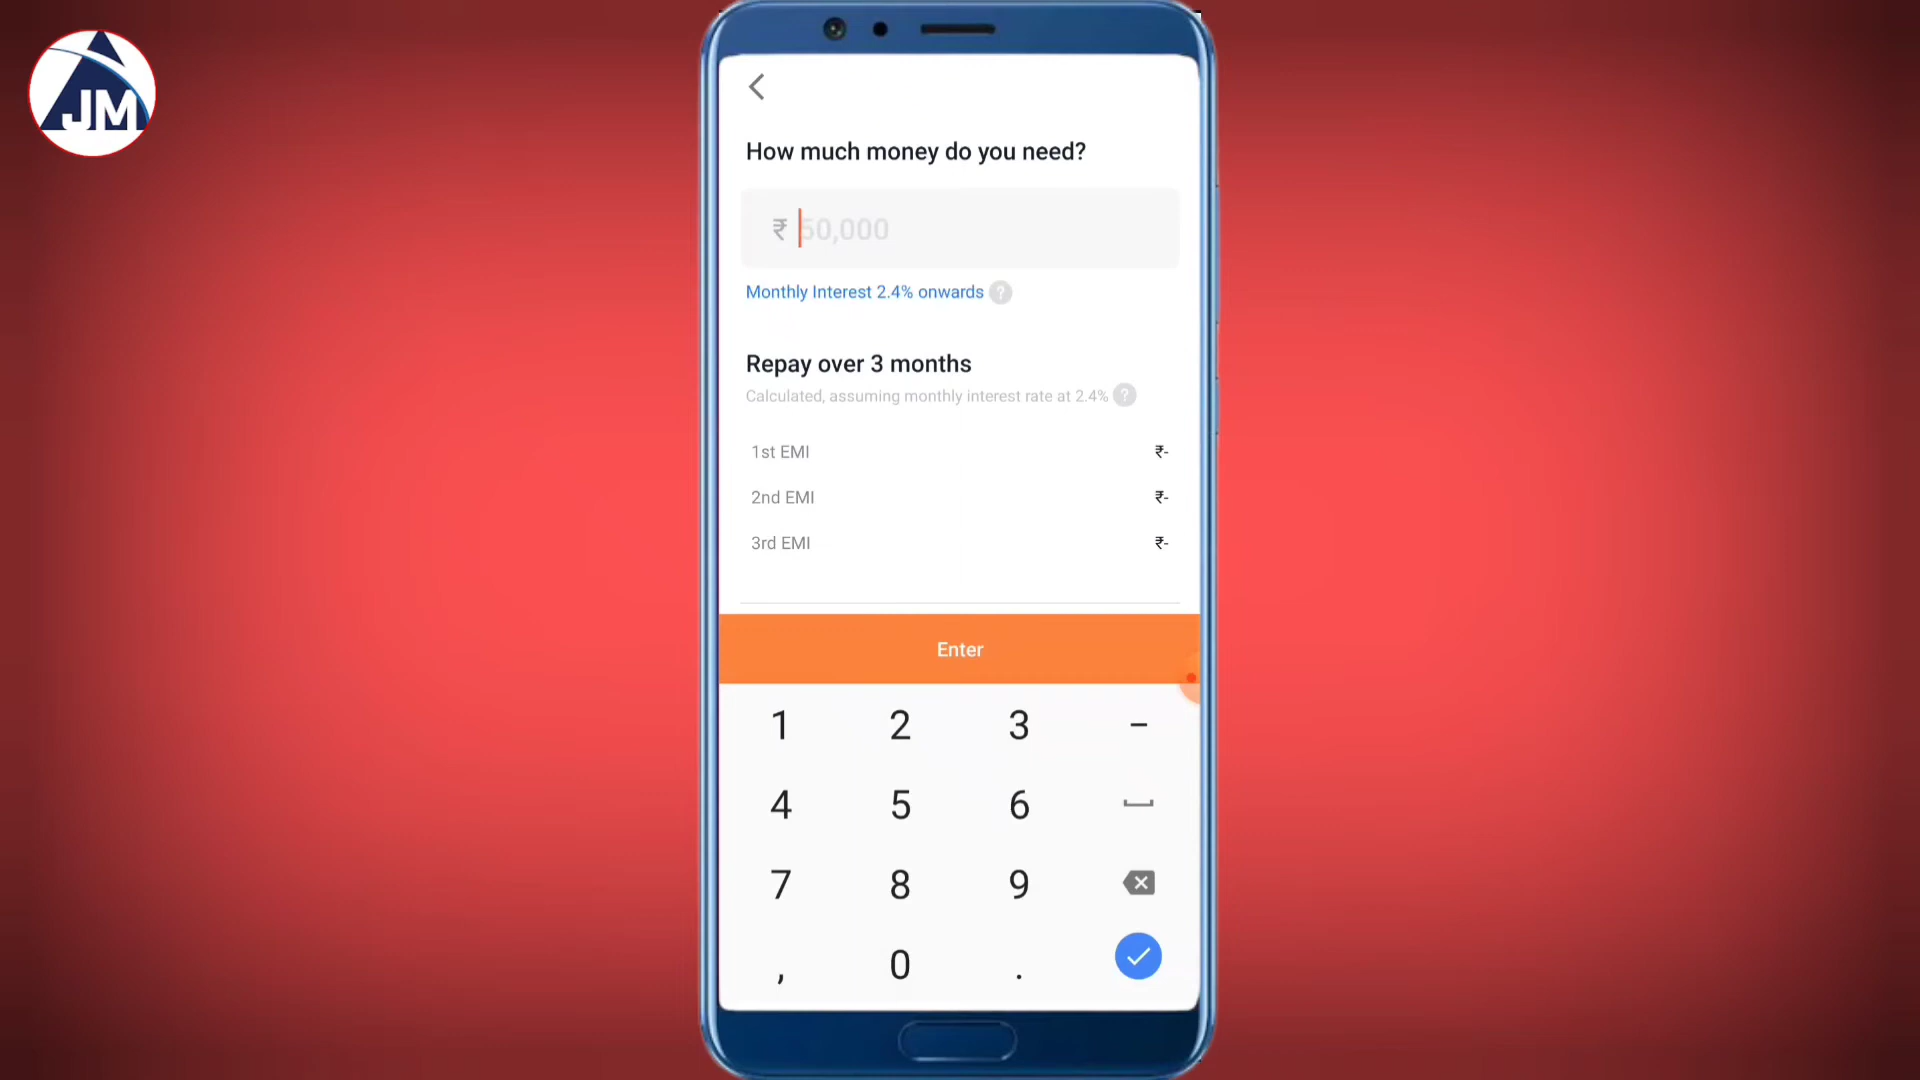 JM
How much money do you need?
₹ 50,000
Monthly Interest 2.4% onwards ?
Repay over 3 months
Calculated, assuming monthly interest rate at 2.4% ?
1st EMI ₹-
2nd EMI ₹-
3rd EMI ₹-
Enter
1 2 3 -
4 5 6
7 8 9
, 0 .